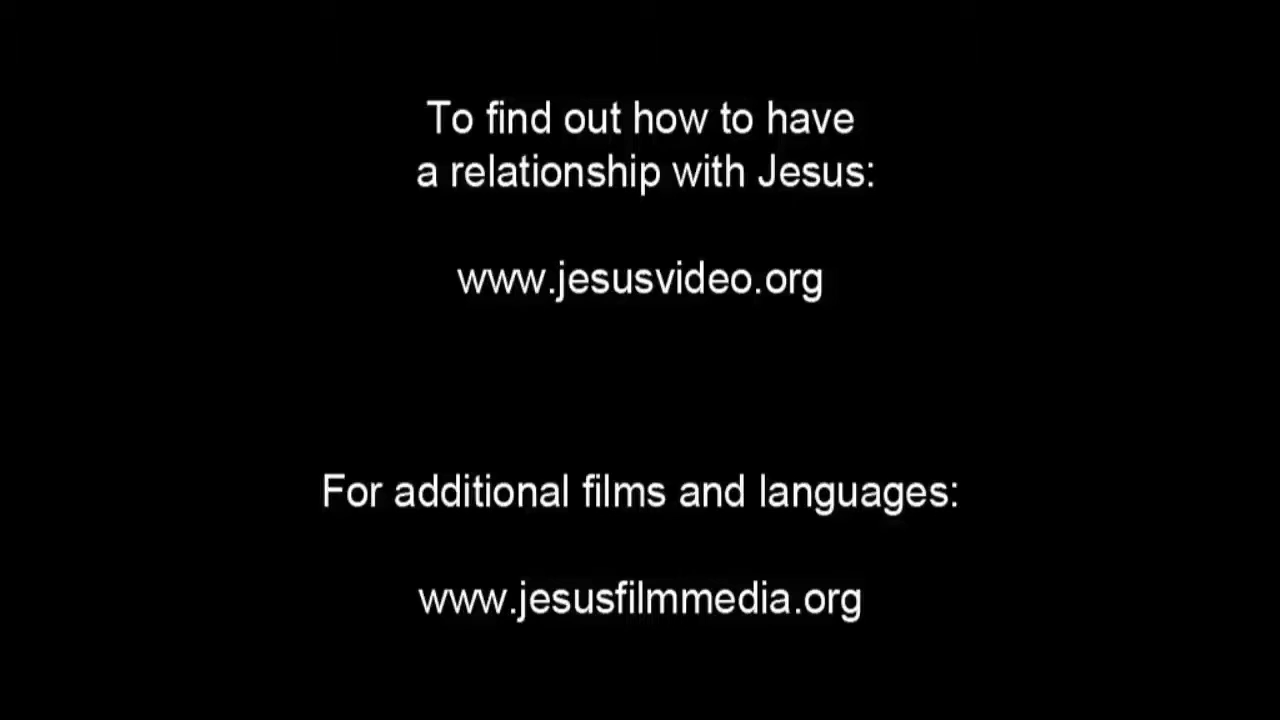 To find out how to have
a relationship with Jesus:
www.jesusvideo.org
For additional films and languages:
www.jesusfilmmedia.org